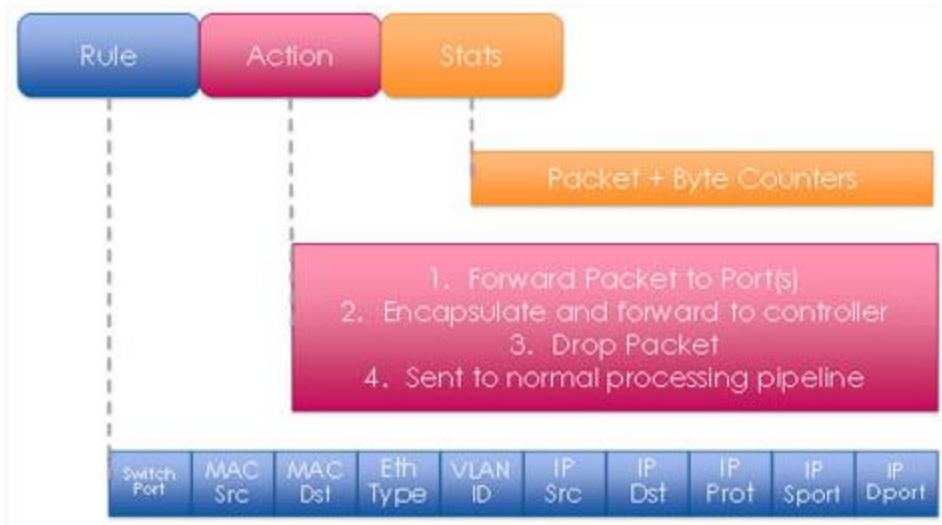 Rule
Action
Stats
Packet + Byte Counters
1. Forward Packet to Port(s)
2. Encapsulate and forward to controller
3. Drop Packet
4. Sent to normal processing pipeline
Switch
Port
MAC
Src
MAC
Dst
Eth
Type
VLAN
ID
IP
Src
IP
Dst
IP
Prot
IP
Sport
IP
Dport